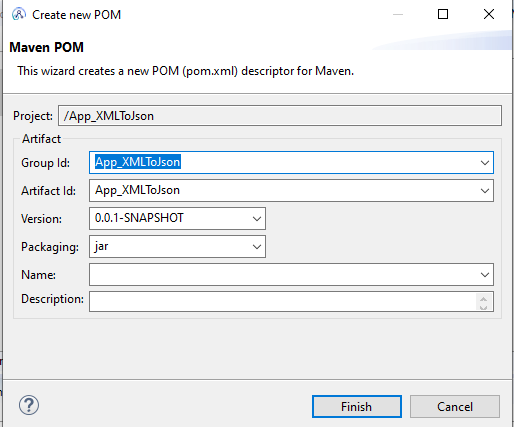 Create new POM
Maven POM
This wizard creates a new POM (pom.xml) descriptor for Maven.
Project: /App_XMLToJson
Artifact
Group Id: App_XMLToJson
Artifact Id: App_XMLToJson
Version: 0.0.1-SNAPSHOT
Packaging: jar
Name:
Description:
? Finish Cancel